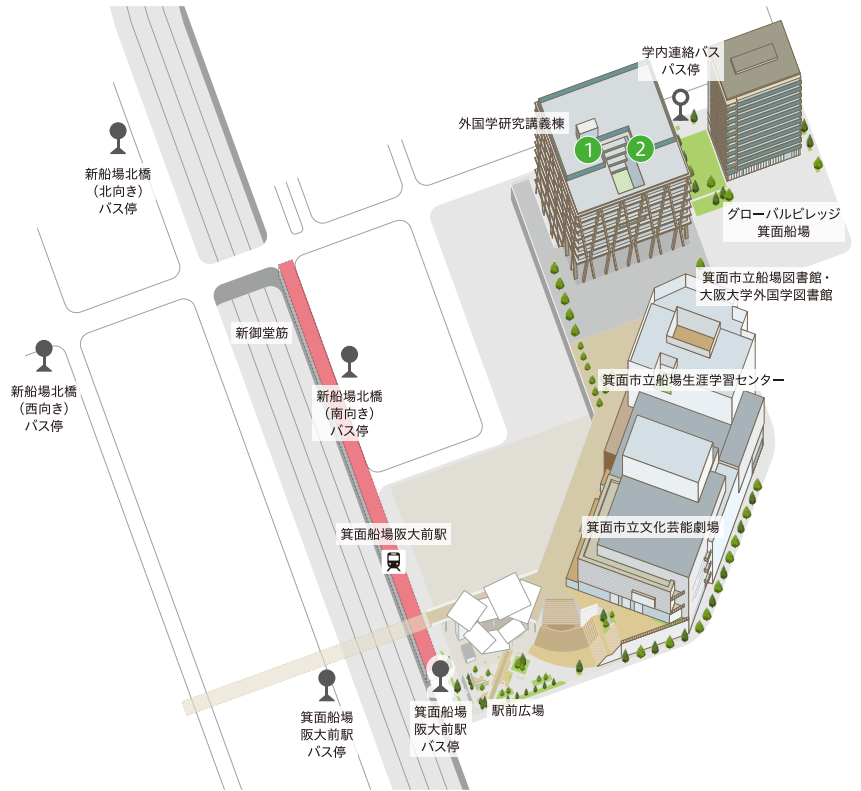 学内連絡バス
バス停
外国学研究講義棟
1
2
新船場北橋
（北向き）
バス停
グローバルビレッジ
箕面船場
箕面市立船場図書館・
大阪大学外国学図書館
新御堂筋
新船場北橋
（西向き）
バス停
新船場北橋
（南向き）
バス停
箕面市立船場生涯学習センター
箕面船場阪大前駅
箕面市立文化芸能劇場
箕面船場
阪大前駅
バス停
箕面船場
阪大前駅
バス停
駅前広場